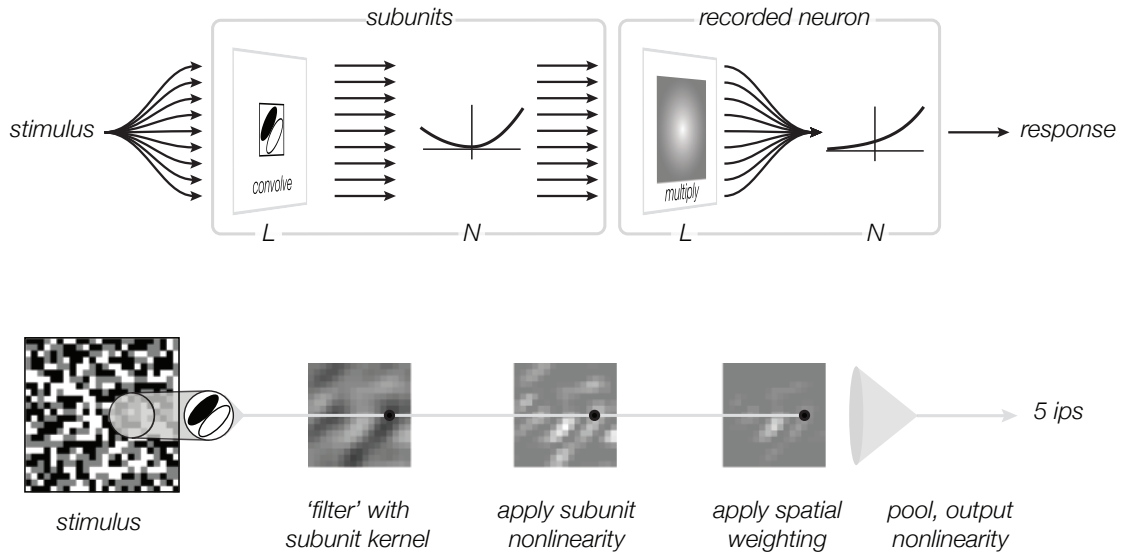 subunits
recorded neuron
stimulus
convolve
multiply
response
L
N
L
N
5 ips
stimulus
'filter' with
subunit kernel
apply subunit
nonlinearity
apply spatial
weighting
pool, output
nonlinearity